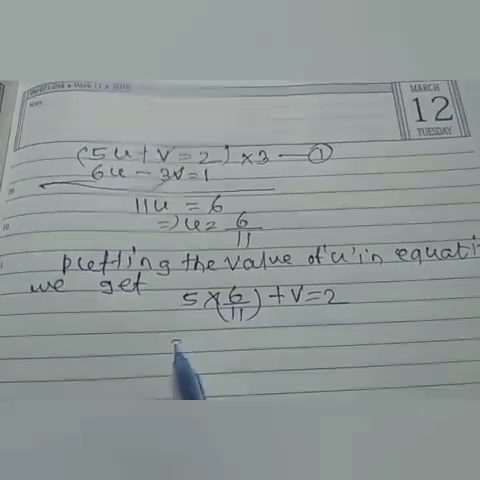 MARCH
12
TUESDAY
(5u + v = 2) × 3 — ①
6u - 3v = 1
11u = 6
⇒ u = 6/11
putting the value of 'u' in equati
we get
5 × (6/11) + v = 2